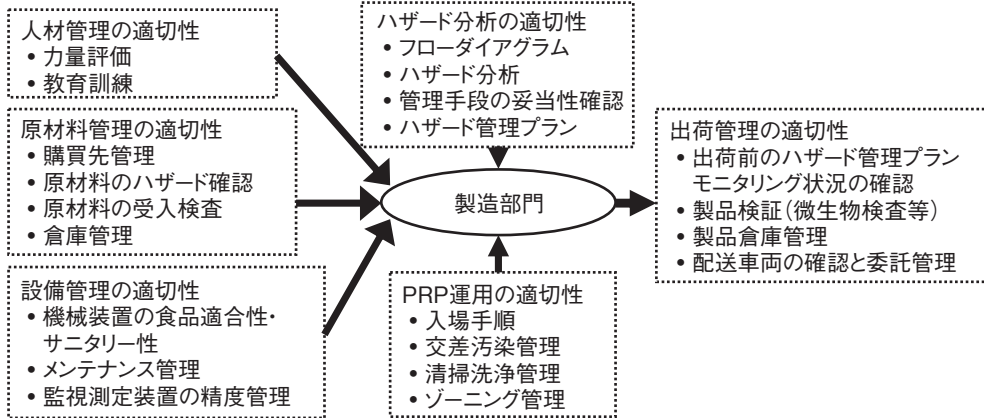 人材管理の適切性
• 力量評価
• 教育訓練
原材料管理の適切性
• 購買先管理
• 原材料のハザード確認
• 原材料の受入検査
• 倉庫管理
設備管理の適切性
• 機械装置の食品適合性・
サニタリー性
• メンテナンス管理
• 監視測定装置の精度管理
ハザード分析の適切性
• フローダイアグラム
• ハザード分析
• 管理手段の妥当性確認
• ハザード管理プラン
製造部門
PRP運用の適切性
• 入場手順
• 交差汚染管理
• 清掃洗浄管理
• ゾーニング管理
出荷管理の適切性
• 出荷前のハザード管理プラン
モニタリング状況の確認
• 製品検証(微生物検査等)
• 製品倉庫管理
• 配送車両の確認と委託管理